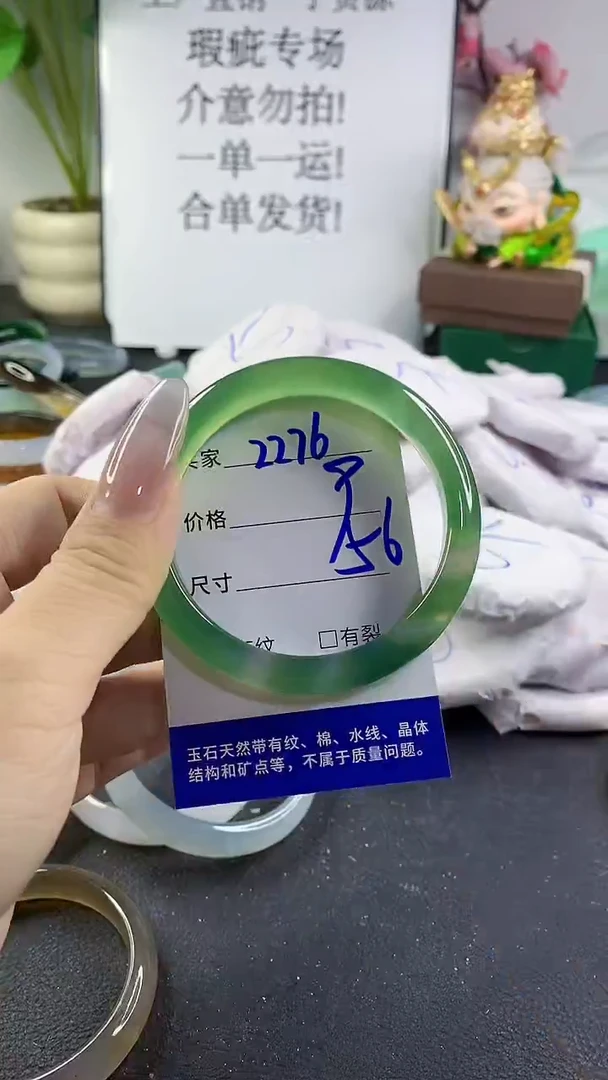 瑕疵专场
介意勿拍!
一单一运!
合单发货!
家 2276
价格
尺寸 56
纹 □有裂
玉石天然带有纹、棉、水线、晶体
结构和矿点等，不属于质量问题。